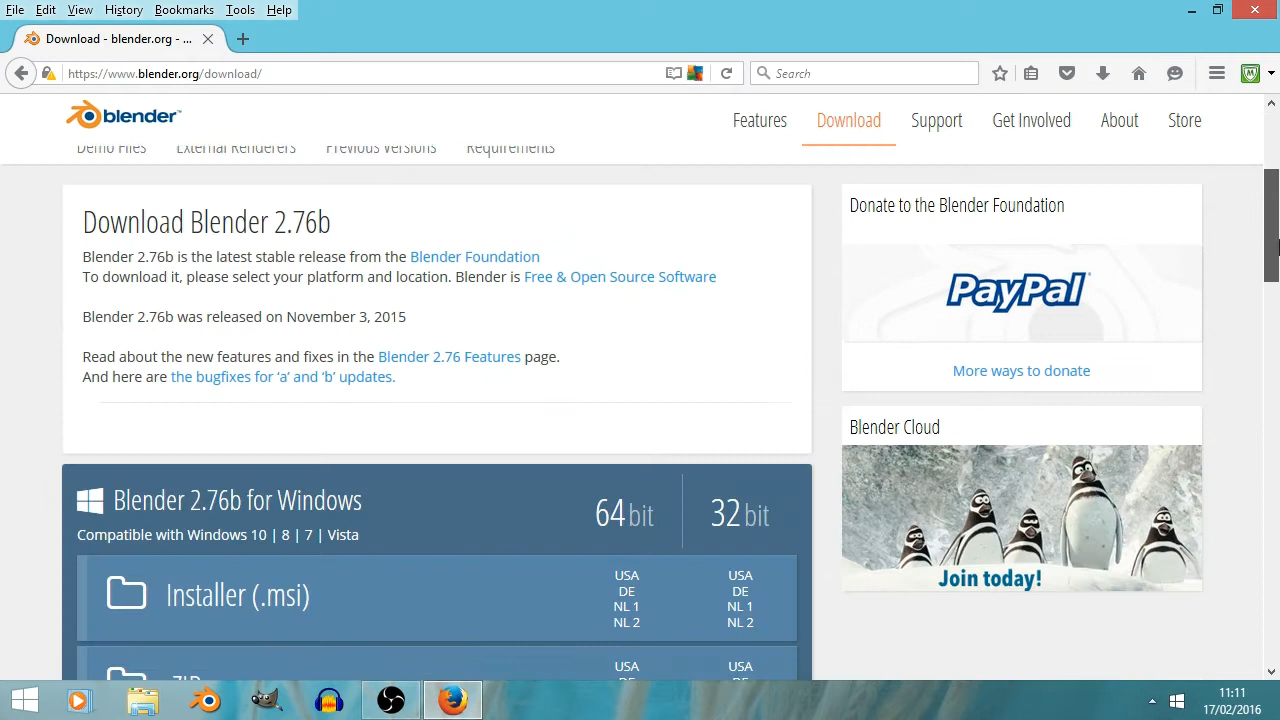 File Edit View History Bookmarks Tools Help
Download - blender.org - ...
https://www.blender.org/download/
Search
blender™
Features Download Support Get Involved About Store
Demo Files External Renderers Previous Versions Requirements
Download Blender 2.76b
Blender 2.76b is the latest stable release from the Blender Foundation
To download it, please select your platform and location. Blender is Free & Open Source Software
Blender 2.76b was released on November 3, 2015
Read about the new features and fixes in the Blender 2.76 Features page.
And here are the bugfixes for ‘a’ and ‘b’ updates.
Blender 2.76b for Windows
64 bit
32 bit
Compatible with Windows 10 | 8 | 7 | Vista
Installer (.msi)
USA
DE
NL 1
NL 2
USA
DE
NL 1
NL 2
ZIP
USA
DE
USA
DE
Donate to the Blender Foundation
PayPal
More ways to donate
Blender Cloud
Join today!
11:11
17/02/2016